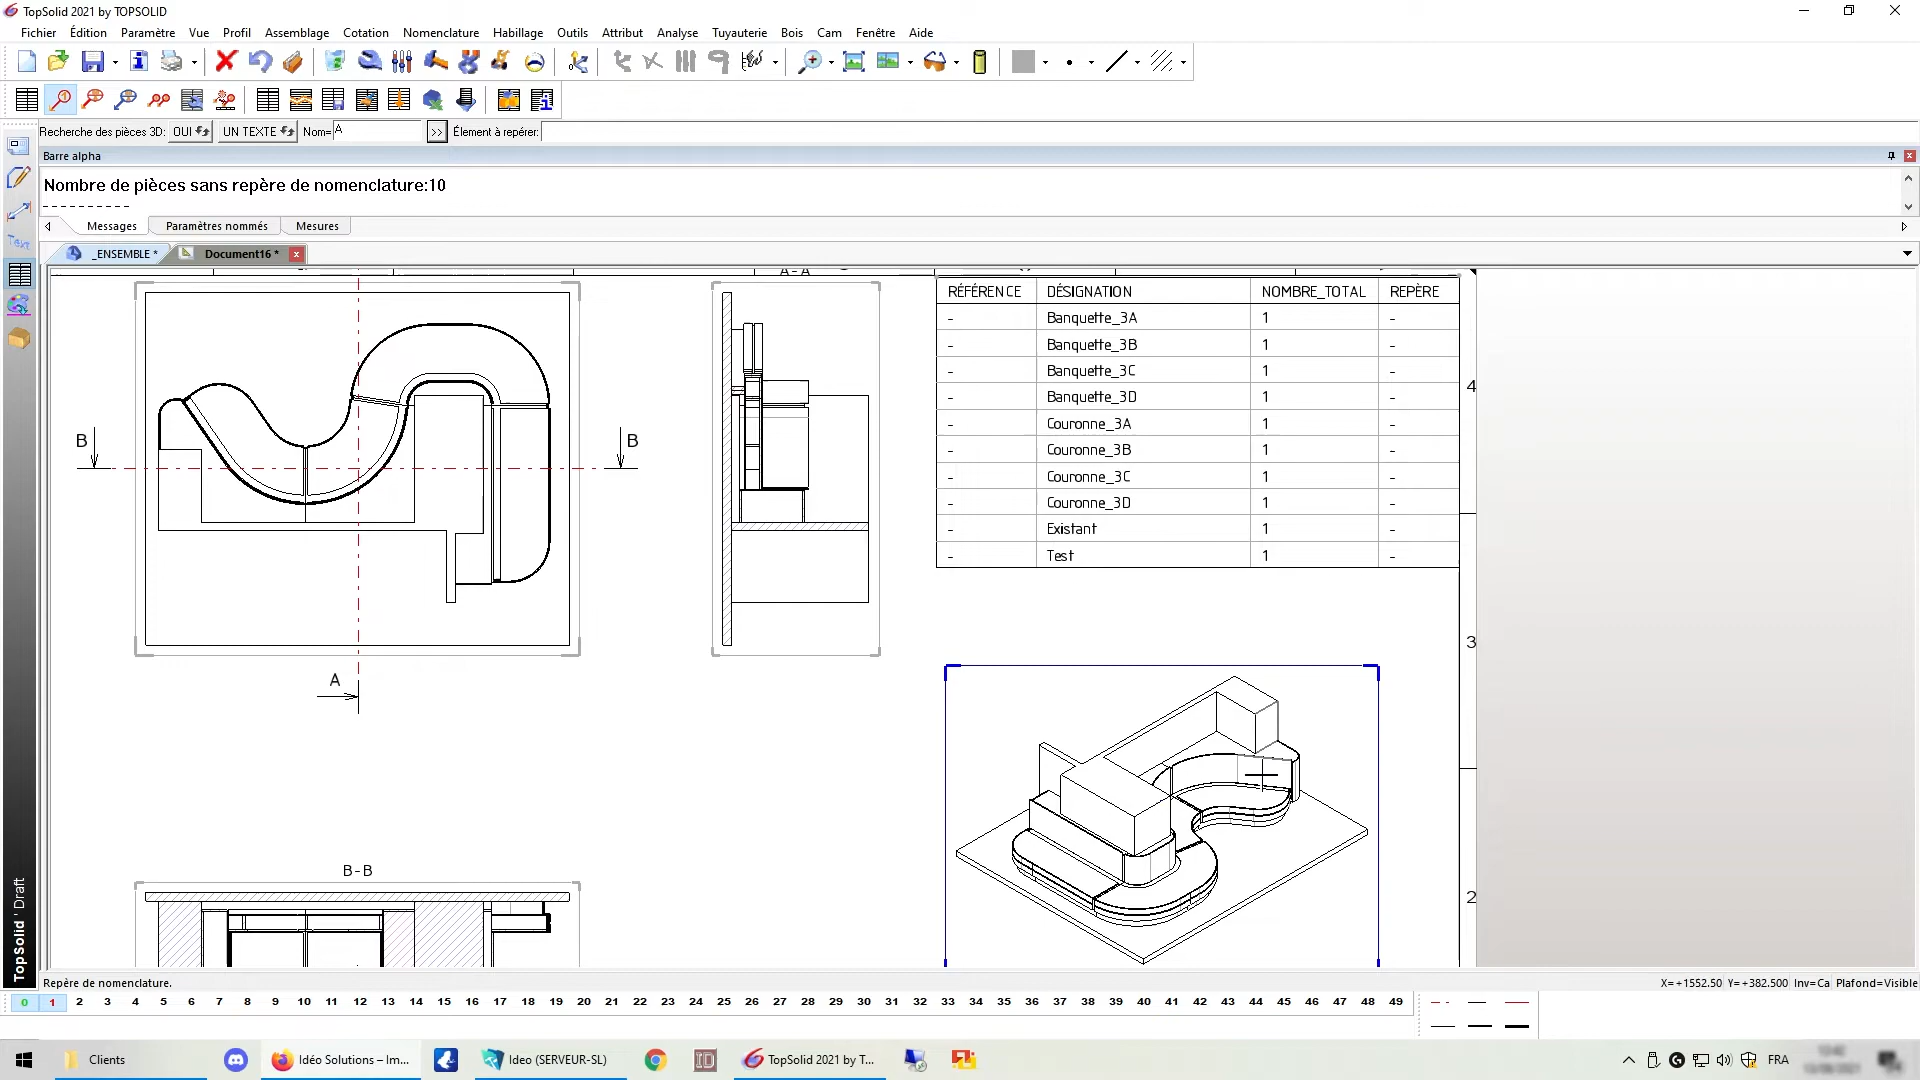 TopSolid 2021 by TOPSOLID
Fichier Édition Paramètre Vue Profil Assemblage Cotation Nomenclature Habillage Outils Attribut Analyse Tuyauterie Bois Cam Fenêtre Aide
Recherche des pièces 3D: OUI UN TEXTE Nom= A >> Élement à repérer:
Barre alpha
Nombre de pièces sans repère de nomenclature:10
----------
Messages Paramètres nommés Mesures
_ENSEMBLE * Document16 *
A-A
RÉFÉRENCE DÉSIGNATION NOMBRE_TOTAL REPÈRE
- Banquette_3A 1 -
- Banquette_3B 1 -
- Banquette_3C 1 -
- Banquette_3D 1 -
- Couronne_3A 1 -
- Couronne_3B 1 -
- Couronne_3C 1 -
- Couronne_3D 1 -
- Existant 1 -
- Test 1 -
4
B B
3
A
B-B
2
Text
TopSolid ' Draft
Repère de nomenclature. X=+1552.50 Y=+382.500 Inv=Ca Plafond=Visible
0 1 2 3 4 5 6 7 8 9 10 11 12 13 14 15 16 17 18 19 20 21 22 23 24 25 26 27 28 29 30 31 32 33 34 35 36 37 38 39 40 41 42 43 44 45 46 47 48 49
Clients Idéo Solutions – Im... Ideo (SERVEUR-SL) ID TopSolid 2021 by T... FRA